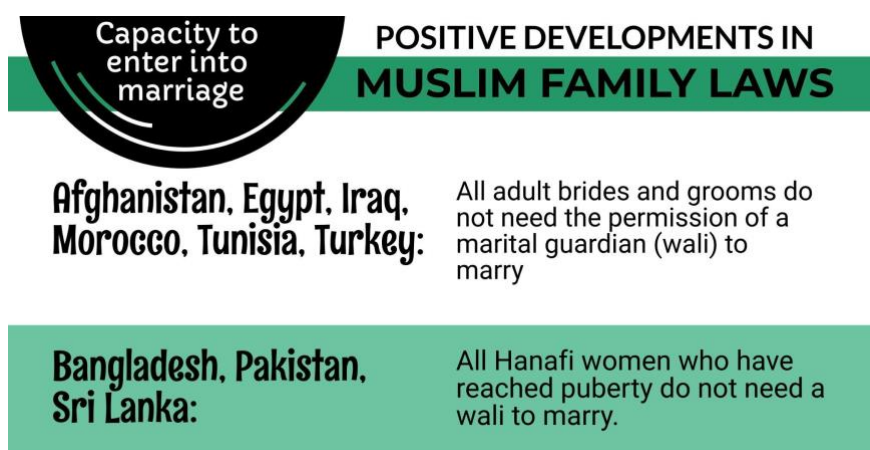 Capacity to
enter into
marriage
POSITIVE DEVELOPMENTS IN
MUSLIM FAMILY LAWS
Afghanistan, Egypt, Iraq,
Morocco, Tunisia, Turkey:
All adult brides and grooms do
not need the permission of a
marital guardian (wali) to
marry
Bangladesh, Pakistan,
Sri Lanka:
All Hanafi women who have
reached puberty do not need a
wali to marry.